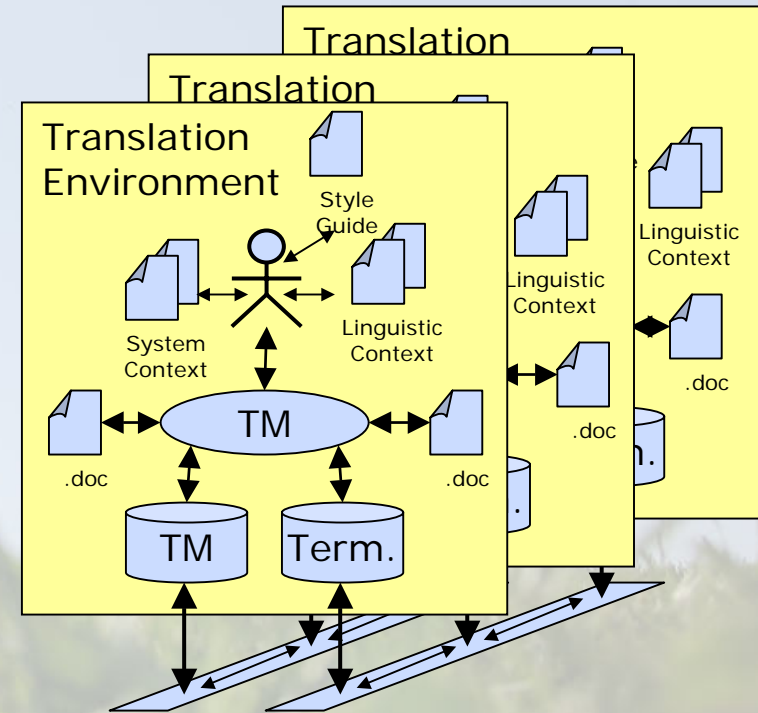 Translation
Translation
Translation
Environment
Style
Guide
System
Context
Linguistic
Context
Linguistic
Context
Linguistic
Context
TM
.doc
.doc
.doc
.doc
TM
Term.